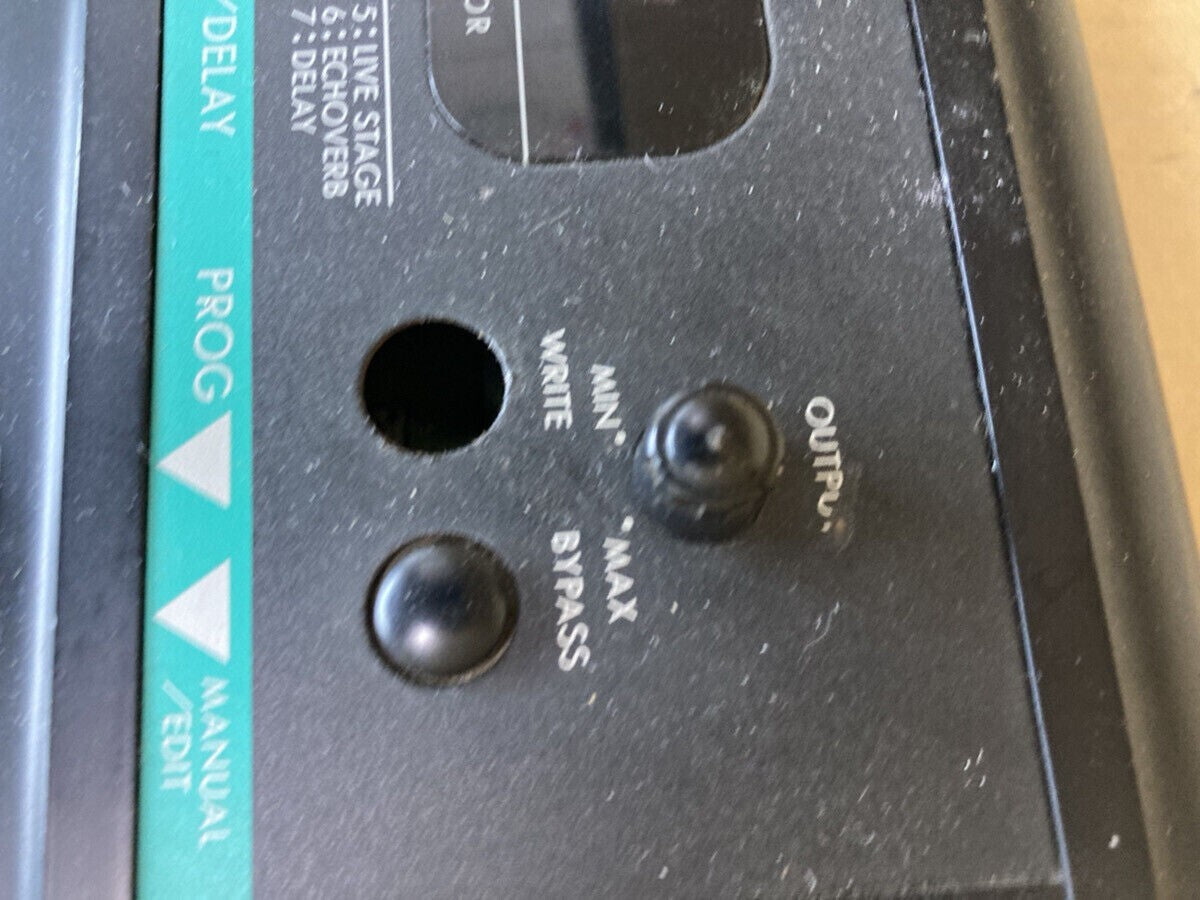 OR
5:LIVE STAGE
6:ECHOVERB
7:DELAY
/DELAY
OUTPU
MIN
MAX
WRITE
BYPASS
PROG
MANUAL
/EDIT